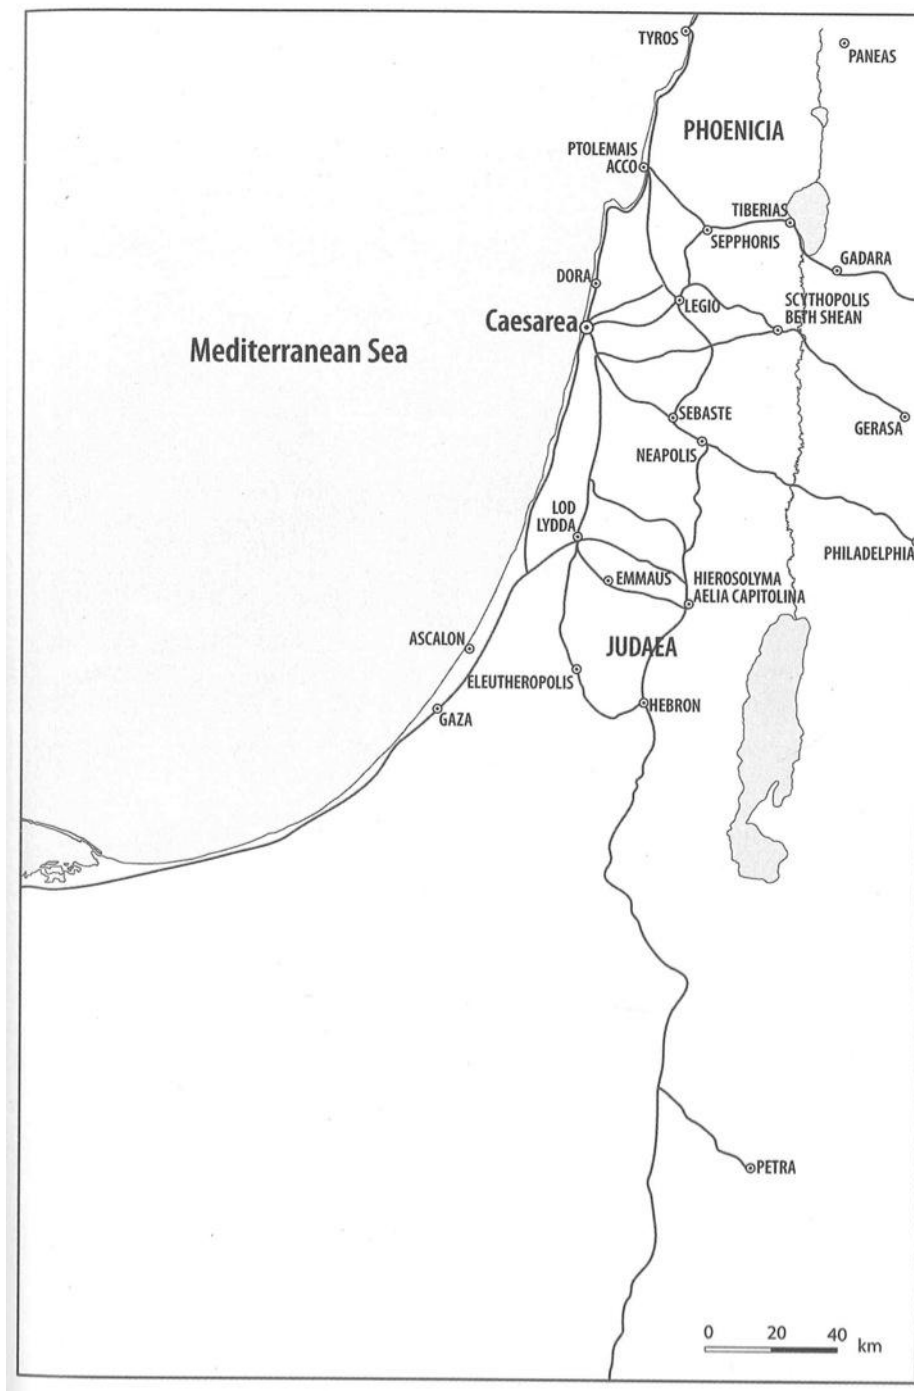 TYROS
PANEAS
PHOENICIA
PTOLEMAIS
ACCO
TIBERIAS
SEPPHORIS
GADARA
DORA
LEGIO
SCYTHOPOLIS
BETH SHEAN
Caesarea
Mediterranean Sea
SEBASTE
GERASA
NEAPOLIS
LOD
LYDDA
PHILADELPHIA
EMMAUS
HIEROSOLYMA
AELIA CAPITOLINA
ASCALON
JUDAEA
ELEUTHEROPOLIS
HEBRON
GAZA
PETRA
0 20 40 km